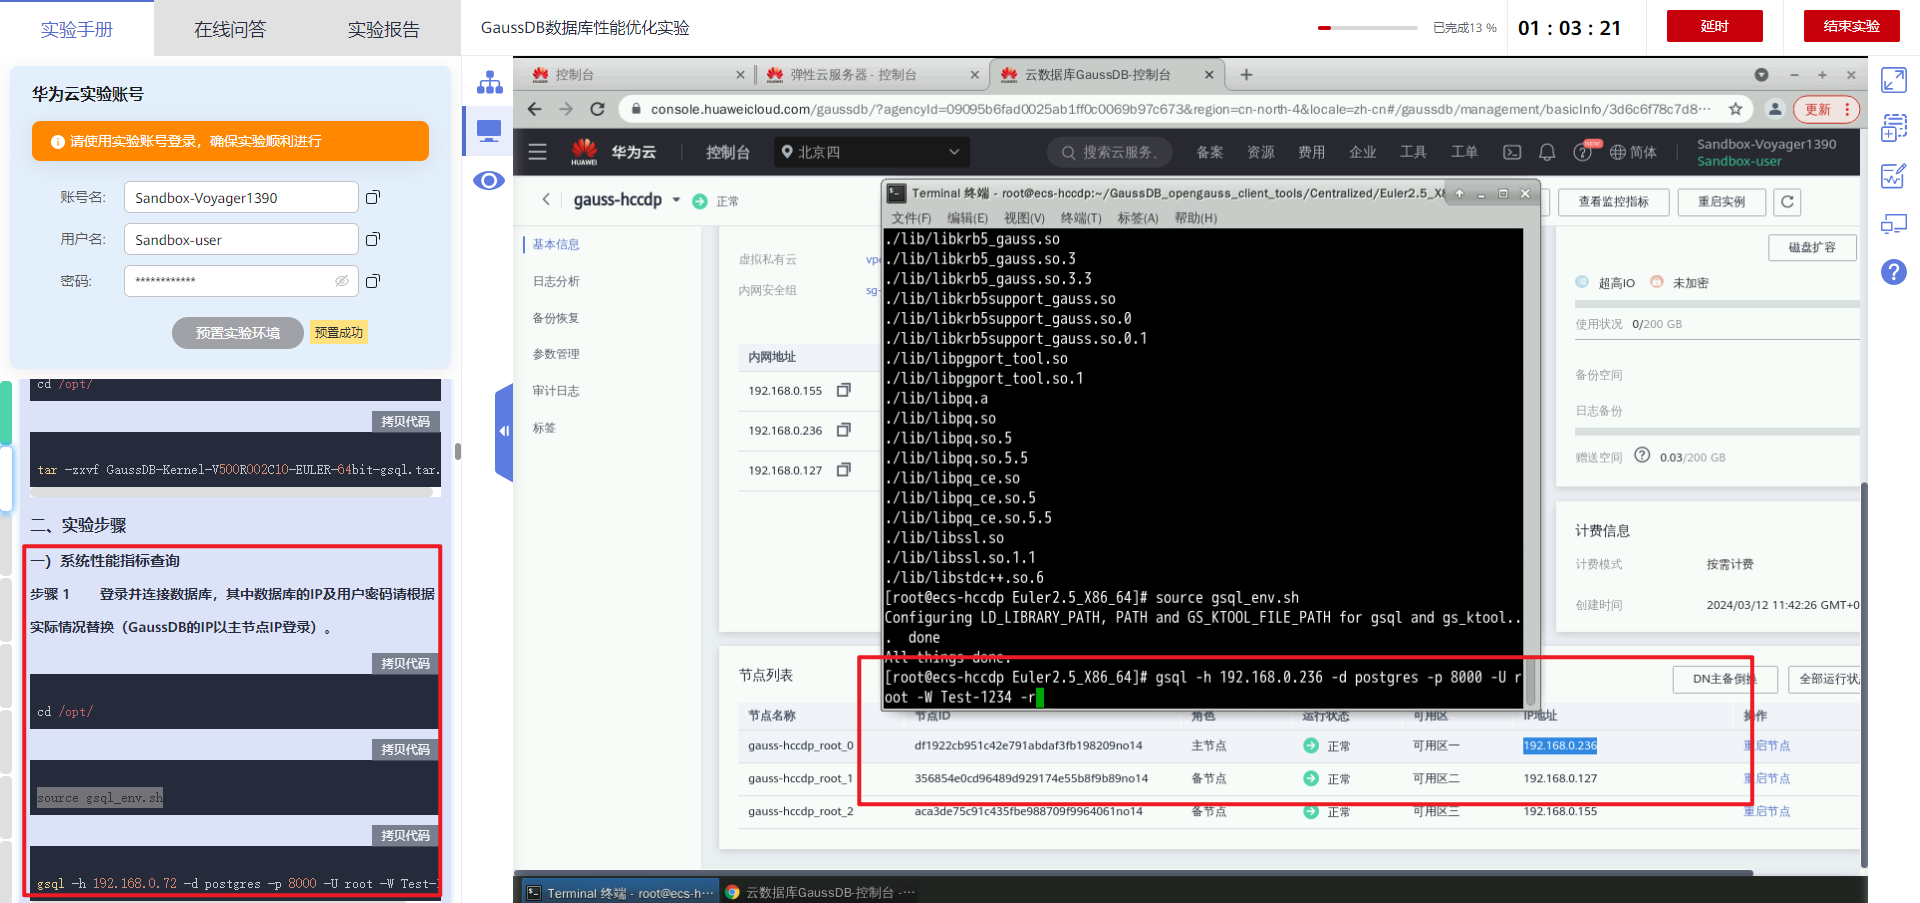 实验手册
在线问答
实验报告
GaussDB数据库性能优化实验
已完成13 %
01 : 03 : 21
延时
结束实验
华为云实验账号
请使用实验账号登录，确保实验顺利进行
账号名:
Sandbox-Voyager1390
用户名:
Sandbox-user
密码:
************
预置实验环境
预置成功
cd /opt/
拷贝代码
tar -zxvf GaussDB-Kernel-V500R002C10-EULER-64bit-gsql.tar.
二、实验步骤
一）系统性能指标查询
步骤 1 登录并连接数据库，其中数据库的IP及用户密码请根据
实际情况替换（GaussDB的IP以主节点IP登录）。
拷贝代码
cd /opt/
拷贝代码
source gsql_env.sh
拷贝代码
gsql -h 192.168.0.72 -d postgres -p 8000 -U root -W Test-
控制台
弹性云服务器 - 控制台
云数据库GaussDB-控制台
console.huaweicloud.com/gaussdb/?agencyId=09095b6fad0025ab1ff0c0069b97c673&region=cn-north-4&locale=zh-cn#/gaussdb/management/basicInfo/3d6c6f78c7d8···
更新
HUAWEI
华为云
控制台
北京四
搜索云服务、
备案
资源
费用
企业
工具
工单
NEW
简体
Sandbox-Voyager1390
Sandbox-user
gauss-hccdp
正常
查看监控指标
重启实例
基本信息
日志分析
备份恢复
参数管理
审计日志
标签
虚拟私有云
vpc
内网安全组
sg-
内网地址
192.168.0.155
192.168.0.236
192.168.0.127
Terminal 终端 - root@ecs-hccdp:~/GaussDB_opengauss_client_tools/Centralized/Euler2.5_X8
文件(F) 编辑(E) 视图(V) 终端(T) 标签(A) 帮助(H)
./lib/libkrb5_gauss.so
./lib/libkrb5_gauss.so.3
./lib/libkrb5_gauss.so.3.3
./lib/libkrb5support_gauss.so
./lib/libkrb5support_gauss.so.0
./lib/libkrb5support_gauss.so.0.1
./lib/libpgport_tool.so
./lib/libpgport_tool.so.1
./lib/libpq.a
./lib/libpq.so
./lib/libpq.so.5
./lib/libpq.so.5.5
./lib/libpq_ce.so
./lib/libpq_ce.so.5
./lib/libpq_ce.so.5.5
./lib/libssl.so
./lib/libssl.so.1.1
./lib/libstdc++.so.6
[root@ecs-hccdp Euler2.5_X86_64]# source gsql_env.sh
Configuring LD_LIBRARY_PATH, PATH and GS_KTOOL_FILE_PATH for gsql and gs_ktool..
. done
All things done.
[root@ecs-hccdp Euler2.5_X86_64]# gsql -h 192.168.0.236 -d postgres -p 8000 -U r
oot -W Test-1234 -r
磁盘扩容
超高IO
未加密
使用状况 0/200 GB
备份空间
日志备份
赠送空间 0.03/200 GB
计费信息
计费模式 按需计费
创建时间 2024/03/12 11:42:26 GMT+0
节点列表
DN主备倒换
全部运行状
节点名称 节点ID 角色 运行状态 可用区 IP地址 操作
gauss-hccdp_root_0 df1922cb951c42e791abdaf3fb198209no14 主节点 正常 可用区一 192.168.0.236 重启节点
gauss-hccdp_root_1 356854e0cd96489d929174e55b8f9b89no14 备节点 正常 可用区二 192.168.0.127 重启节点
gauss-hccdp_root_2 aca3de75c91c435fbe988709f9964061no14 备节点 正常 可用区三 192.168.0.155 重启节点
Terminal 终端 - root@ecs-h···
云数据库GaussDB-控制台 -···